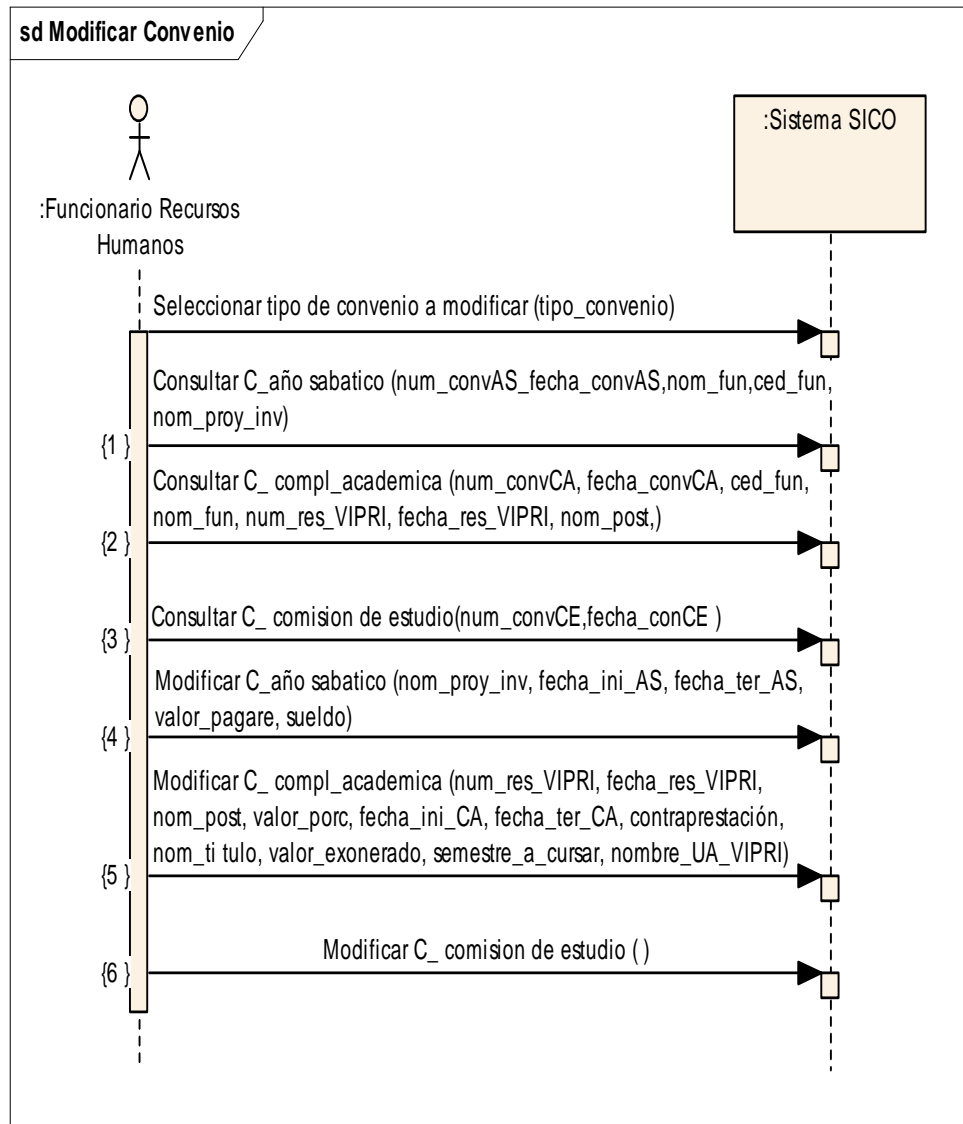 sd Modificar Convenio
:Sistema SICO
:Funcionario Recursos
Humanos
Seleccionar tipo de convenio a modificar (tipo_convenio)
Consultar C_año sabatico (num_convAS_fecha_convAS,nom_fun,ced_fun,
nom_proy_inv)
{1 }
Consultar C_ compl_academica (num_convCA, fecha_convCA, ced_fun,
nom_fun, num_res_VIPRI, fecha_res_VIPRI, nom_post,)
{2 }
Consultar C_ comision de estudio(num_convCE,fecha_conCE )
{3 }
Modificar C_año sabatico (nom_proy_inv, fecha_ini_AS, fecha_ter_AS,
valor_pagare, sueldo)
{4 }
Modificar C_ compl_academica (num_res_VIPRI, fecha_res_VIPRI,
nom_post, valor_porc, fecha_ini_CA, fecha_ter_CA, contraprestación,
nom_ti tulo, valor_exonerado, semestre_a_cursar, nombre_UA_VIPRI)
{5 }
Modificar C_ comision de estudio ( )
{6 }